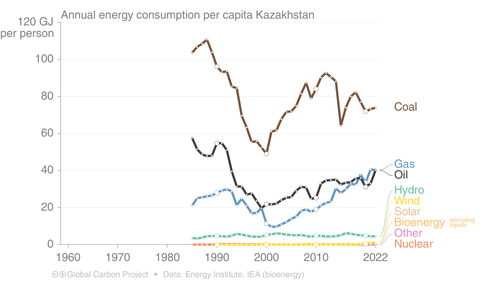 Annual energy consumption per capita Kazakhstan
120 GJ
per person
100
80
60
40
20
0
1960
1970
1980
1990
2000
2010
2022
Coal
Gas
Oil
Hydro
Wind
Solar
Bioenergy excluding
liquids
Other
Nuclear
Global Carbon Project • Data: Energy Institute, IEA (bioenergy)